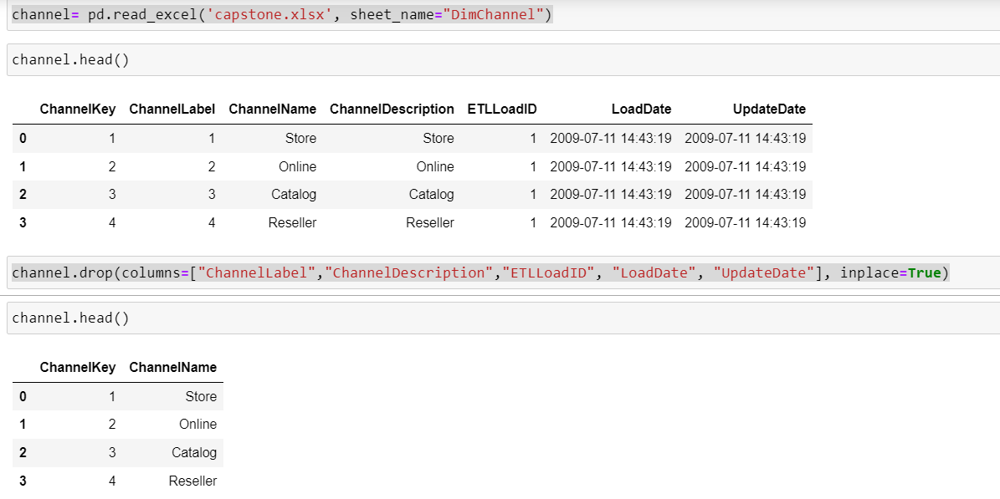 channel= pd.read_excel('capstone.xlsx', sheet_name="DimChannel")
channel.head()
ChannelKey ChannelLabel ChannelName ChannelDescription ETLLoadID LoadDate UpdateDate
0 1 1 Store Store 1 2009-07-11 14:43:19 2009-07-11 14:43:19
1 2 2 Online Online 1 2009-07-11 14:43:19 2009-07-11 14:43:19
2 3 3 Catalog Catalog 1 2009-07-11 14:43:19 2009-07-11 14:43:19
3 4 4 Reseller Reseller 1 2009-07-11 14:43:19 2009-07-11 14:43:19
channel.drop(columns=["ChannelLabel","ChannelDescription","ETLLoadID", "LoadDate", "UpdateDate"], inplace=True)
channel.head()
ChannelKey ChannelName
0 1 Store
1 2 Online
2 3 Catalog
3 4 Reseller